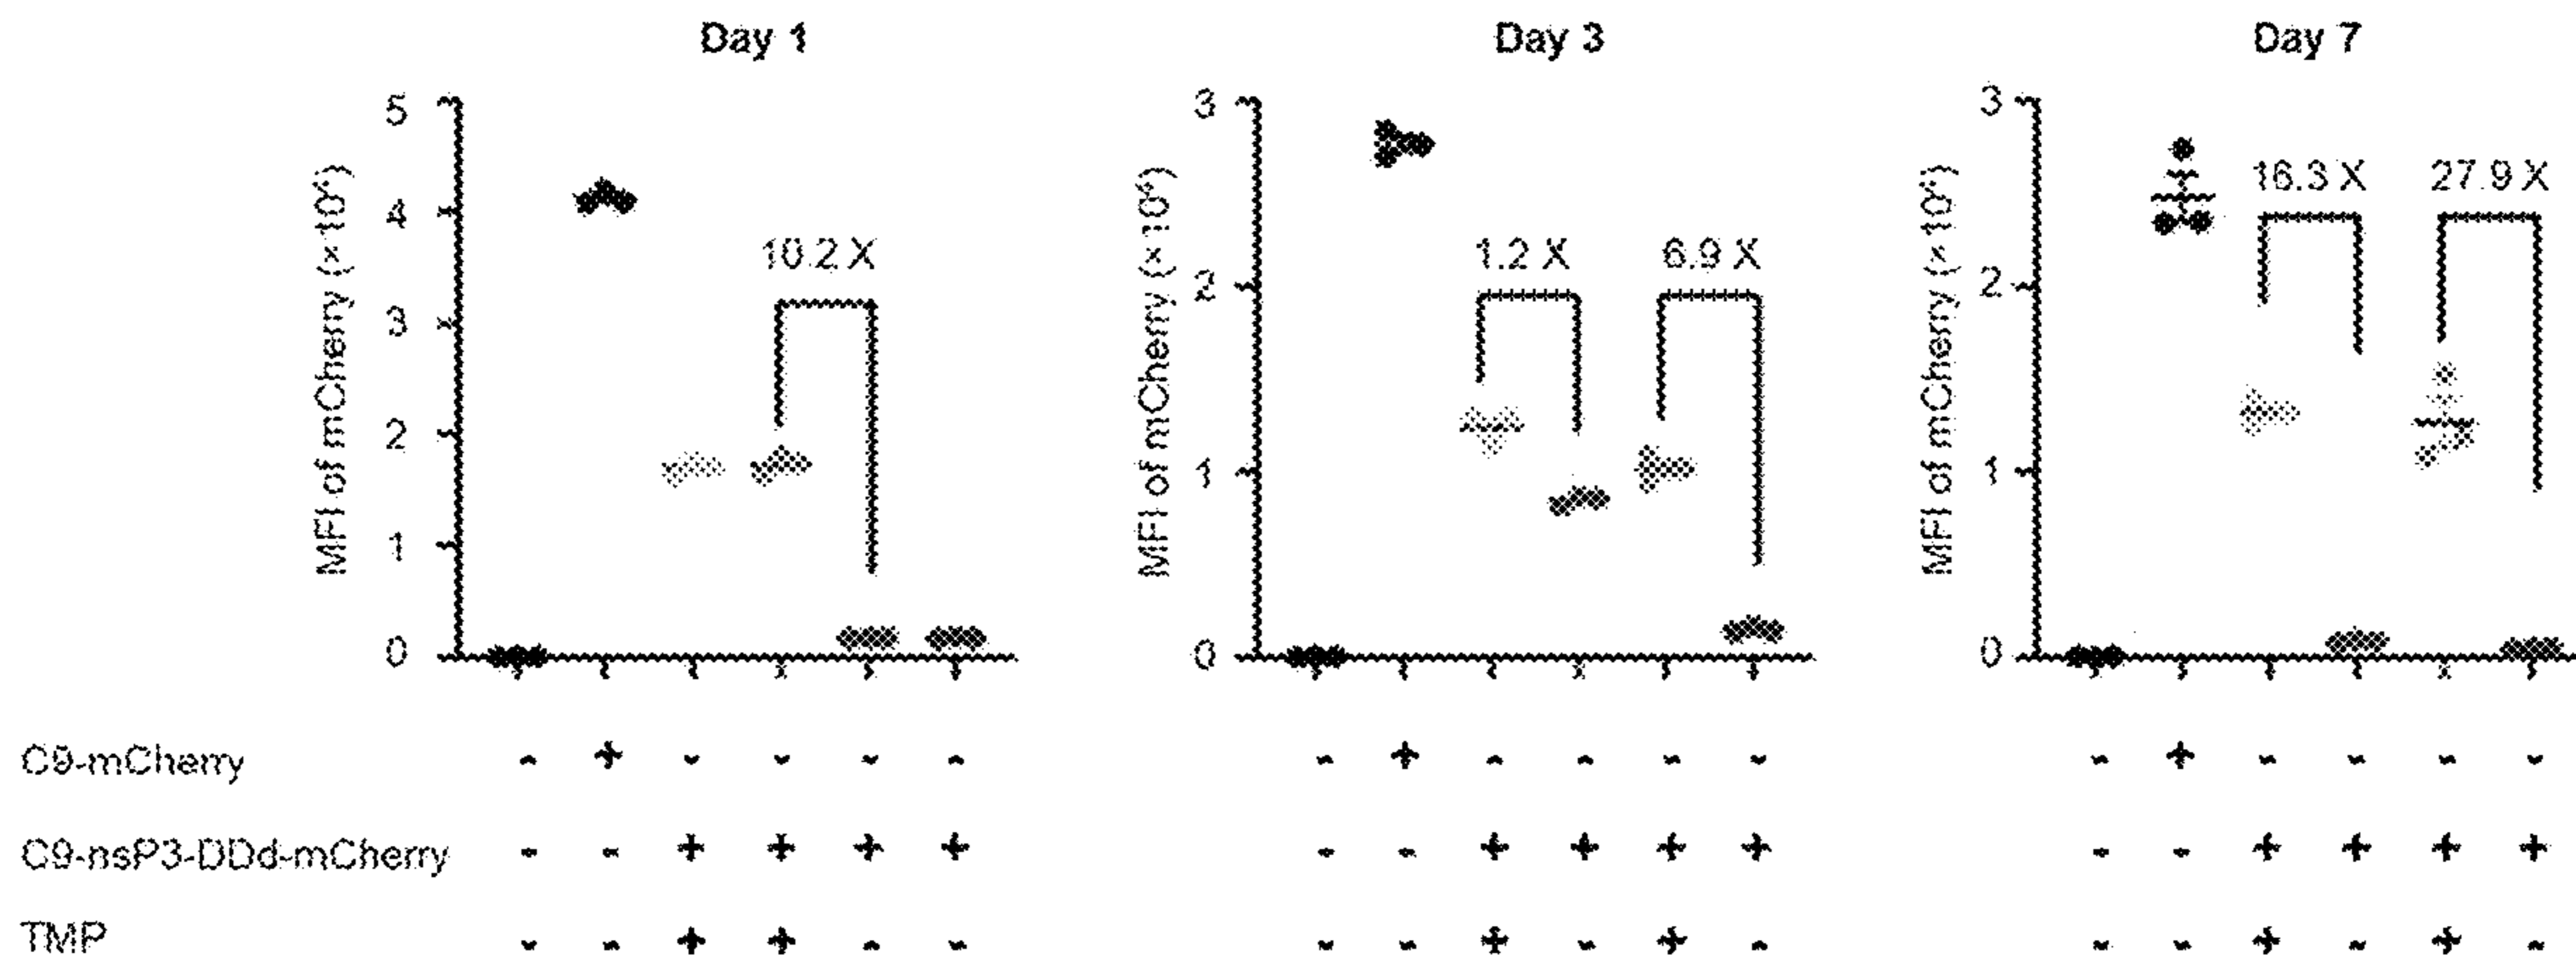 Day 1 Day 3 Day 7
MFI of mCherry (×10⁴)
5
4
3
2
1
0
10.2 X
MFI of mCherry (×10⁴)
3
2
1
0
1.2 X 6.9 X
MFI of mCherry (×10⁴)
3
2
1
0
16.3 X 27.9 X
C9-mCherry - + - - - - - + - - - - - + - - - -
C9-nsP3-DDd-mCherry - - + + + + - - + + + + - - + + + +
TMP - - + + - - - - + - + - - - + - + -